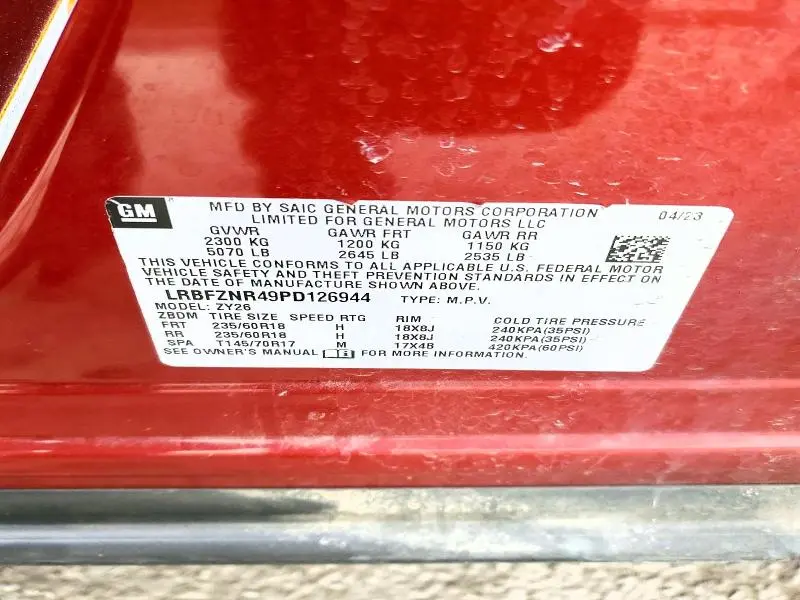 GM
MFD BY SAIC GENERAL MOTORS CORPORATION 04/23
LIMITED FOR GENERAL MOTORS LLC
GVWR GAWR FRT GAWR RR
2300 KG 1200 KG 1150 KG
5070 LB 2645 LB 2535 LB
THIS VEHICLE CONFORMS TO ALL APPLICABLE U.S. FEDERAL MOTOR
VEHICLE SAFETY AND THEFT PREVENTION STANDARDS IN EFFECT ON
THE DATE OF MANUFACTURE SHOWN ABOVE.
LRBFZNR49PD126944 TYPE: M.P.V.
MODEL: ZY26
ZBDM TIRE SIZE SPEED RTG RIM COLD TIRE PRESSURE
FRT 235/60R18 H 18X8J 240KPA(35PSI)
RR 235/60R18 H 18X8J 240KPA(35PSI)
SPA T145/70R17 M 17X4B 420KPA(60PSI)
SEE OWNER'S MANUAL FOR MORE INFORMATION.